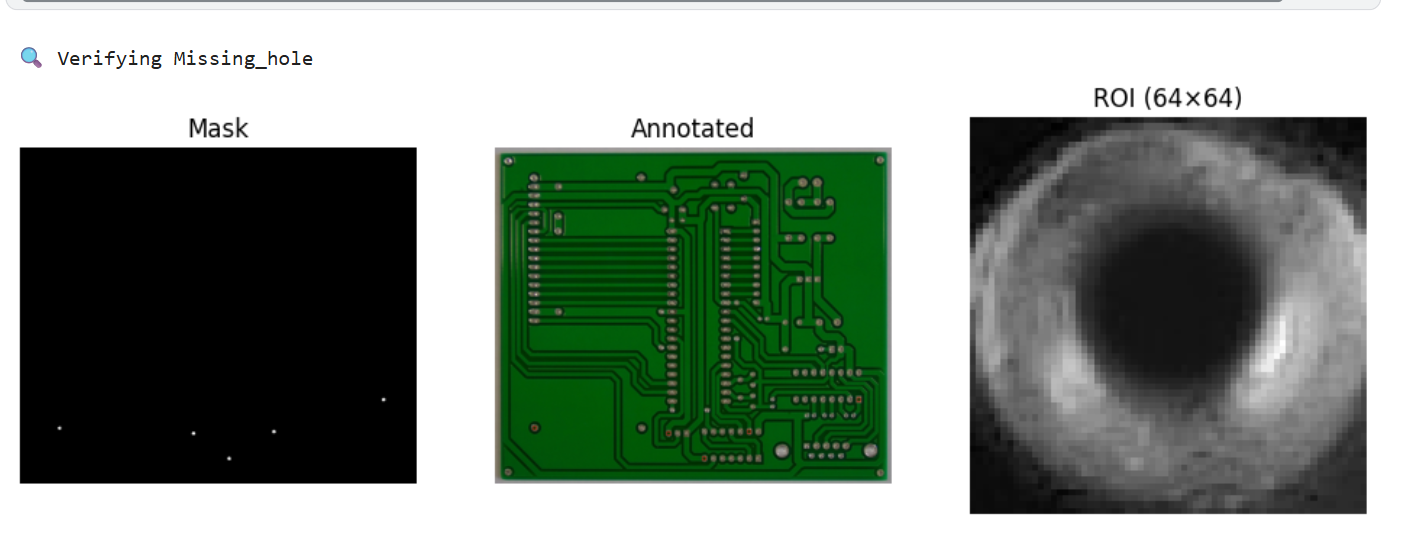 🔍 Verifying Missing_hole
Mask
Annotated
ROI (64×64)